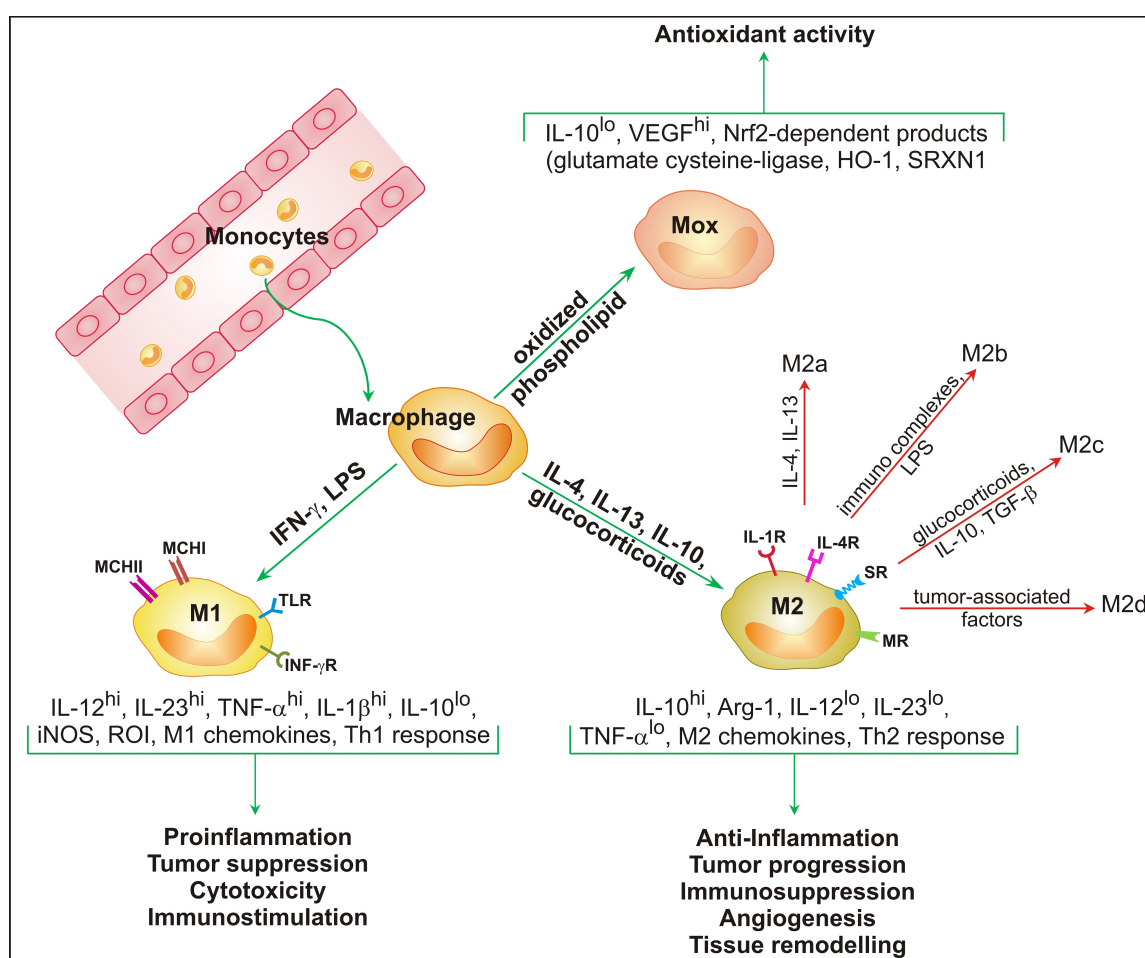 Antioxidant activity
IL-10lo, VEGFhi, Nrf2-dependent products
(glutamate cysteine-ligase, HO-1, SRXN1
Mox
Monocytes
oxidized
phospholipid
Macrophage
IFN-γ, LPS
IL-4, IL-13, IL-10,
glucocorticoids
M2a
IL-4, IL-13
M2b
immuno complexes,
LPS
M2c
glucocorticoids,
IL-10, TGF-β
M2d
tumor-associated
factors
MCHI
MCHII
M1
TLR
INF-γR
IL-1R
IL-4R
SR
M2
MR
IL-12hi, IL-23hi, TNF-αhi, IL-1βhi, IL-10lo,
iNOS, ROI, M1 chemokines, Th1 response
IL-10hi, Arg-1, IL-12lo, IL-23lo,
TNF-αlo, M2 chemokines, Th2 response
Proinflammation
Tumor suppression
Cytotoxicity
Immunostimulation
Anti-Inflammation
Tumor progression
Immunosuppression
Angiogenesis
Tissue remodelling